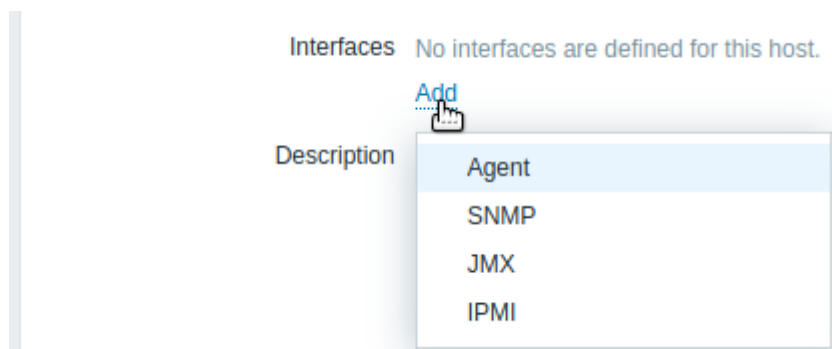 Interfaces No interfaces are defined for this host.
Add
Description
Agent
SNMP
JMX
IPMI